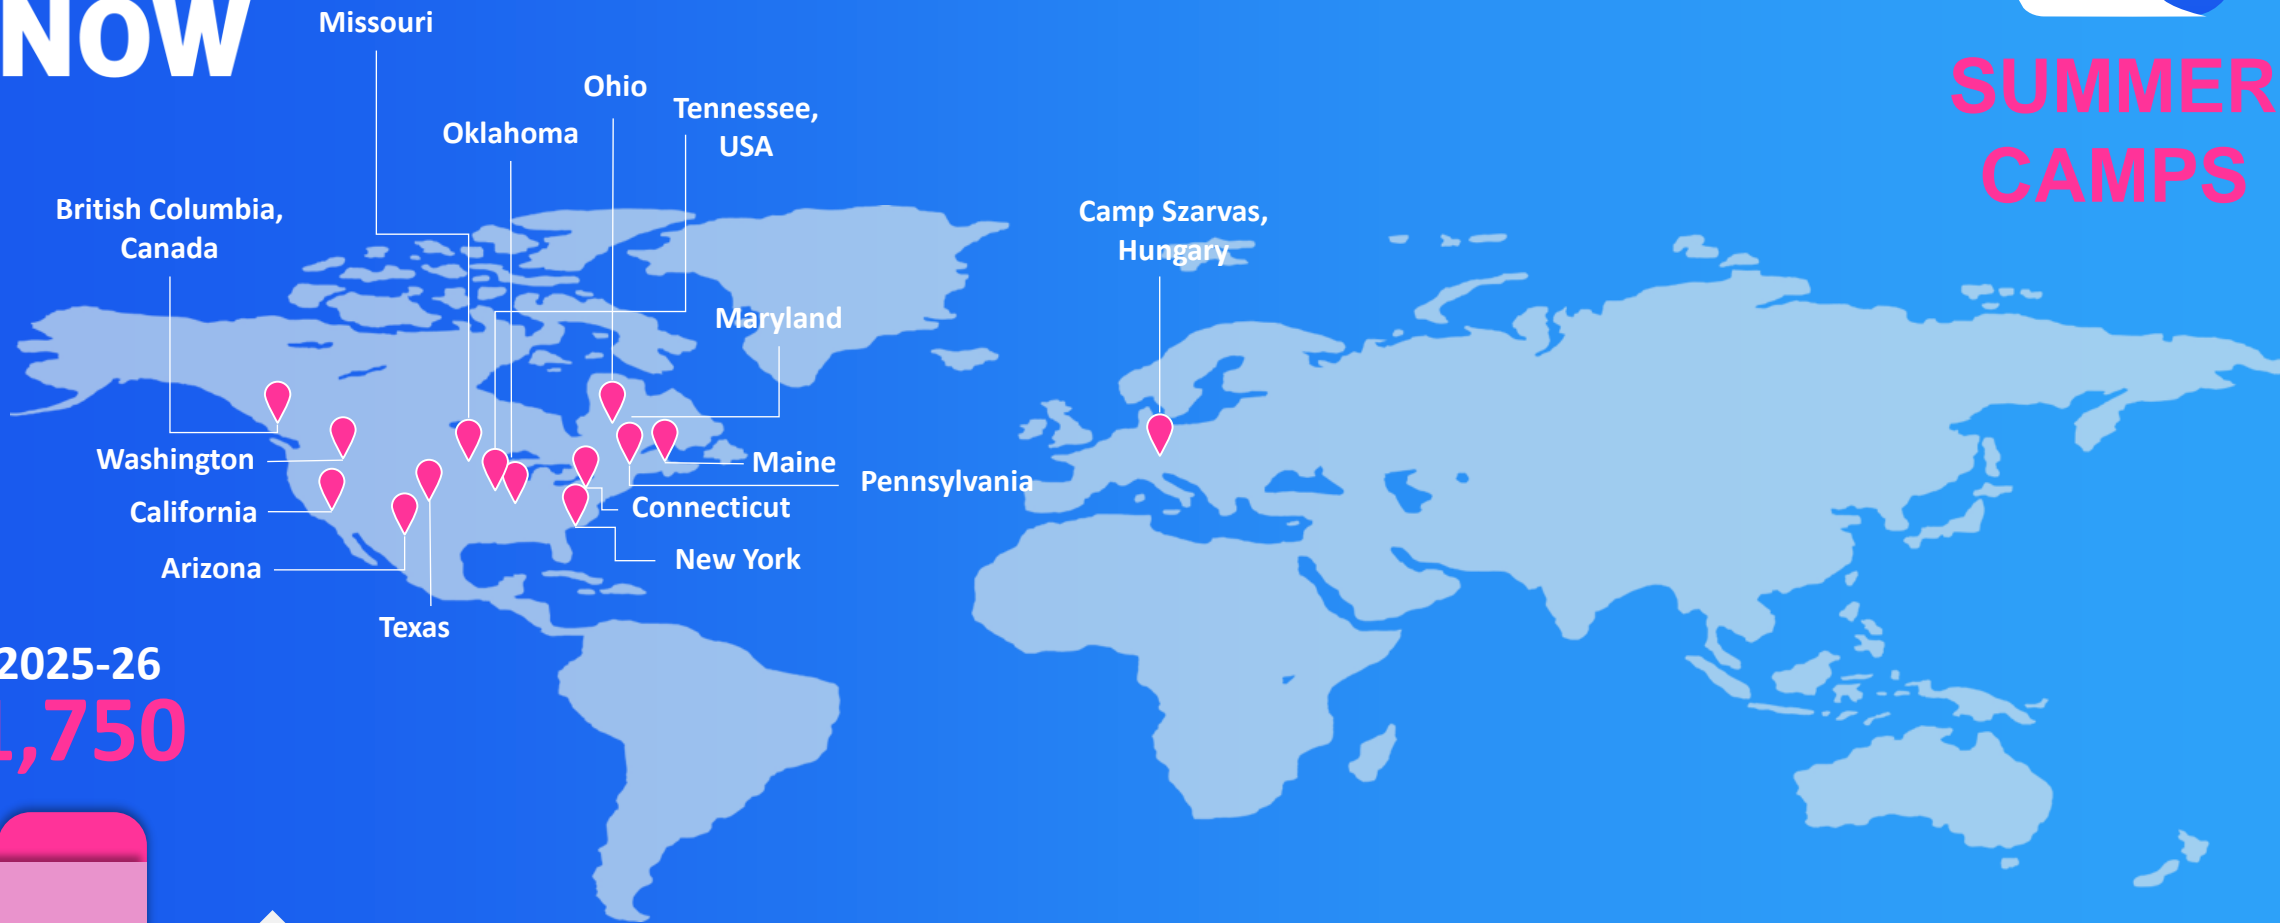 NOW
Missouri
Ohio
Tennessee,
USA
Oklahoma
SUMMER
CAMPS
British Columbia,
Canada
Camp Szarvas,
Hungary
Maryland
Washington
Maine
Pennsylvania
California
Connecticut
New York
Arizona
Texas
2025-26
1,750